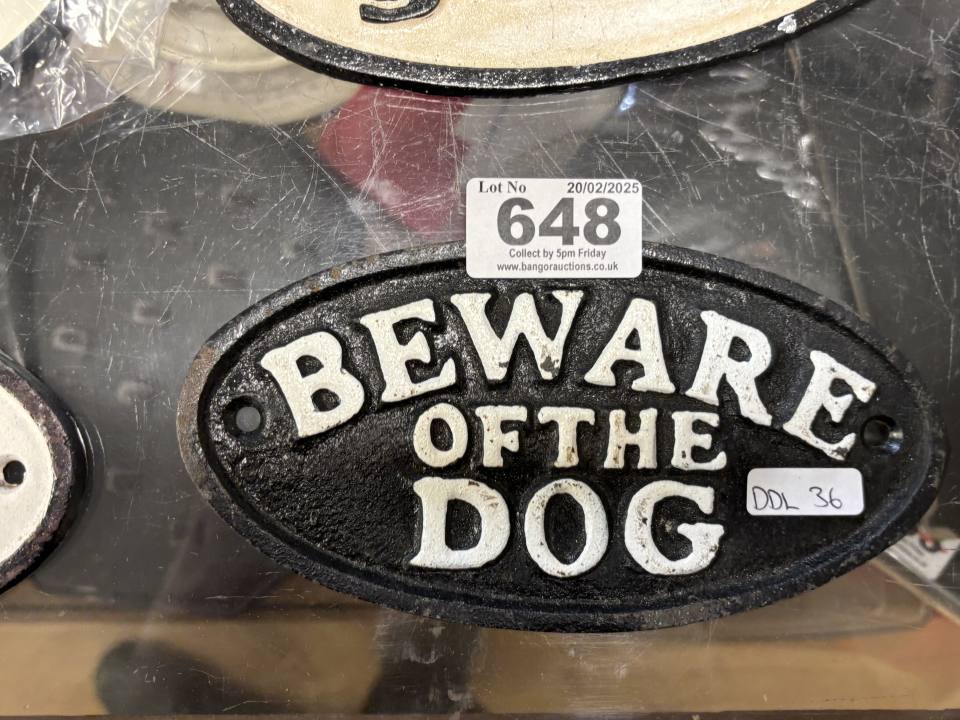 Lot No 20/02/2025
648
Collect by 5pm Friday
www.bangorauctions.co.uk
BEWARE
OF THE
DOG
DDL 36